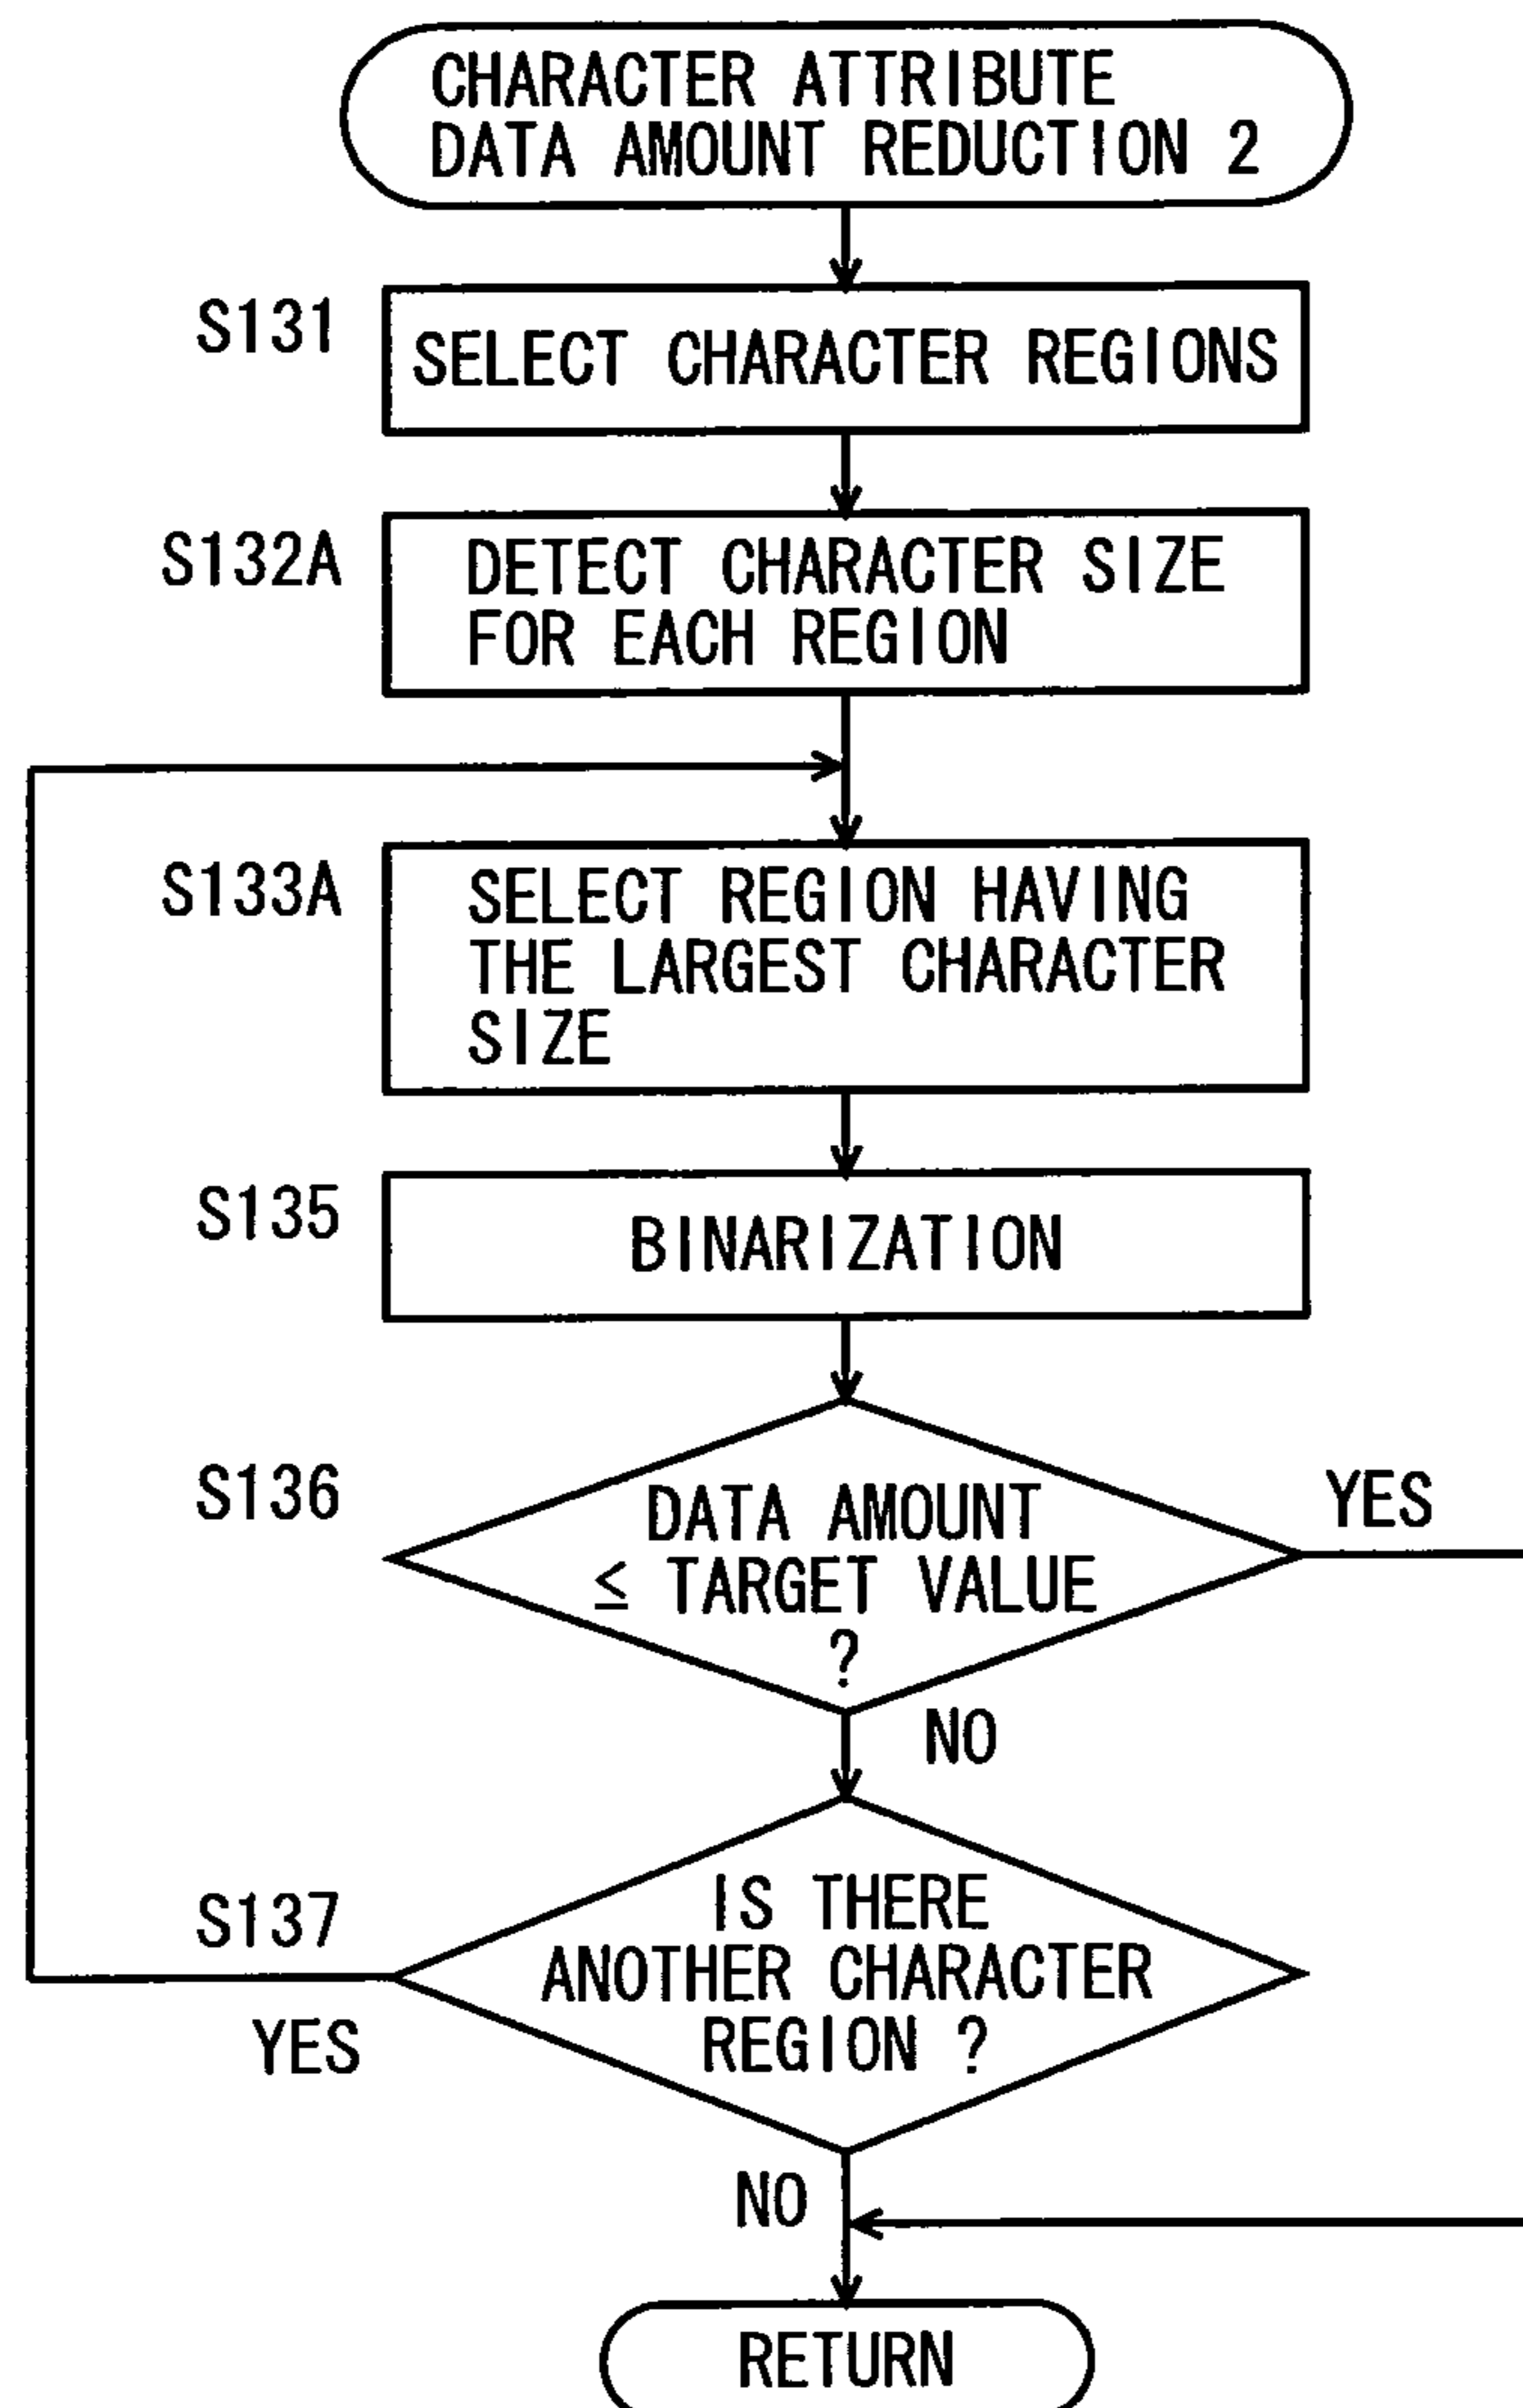 CHARACTER ATTRIBUTE
DATA AMOUNT REDUCTION 2
S131
SELECT CHARACTER REGIONS
S132A
DETECT CHARACTER SIZE
FOR EACH REGION
S133A
SELECT REGION HAVING
THE LARGEST CHARACTER
SIZE
S135
BINARIZATION
S136
DATA AMOUNT
≤ TARGET VALUE
?
YES
NO
S137
IS THERE
ANOTHER CHARACTER
REGION ?
YES
NO
RETURN